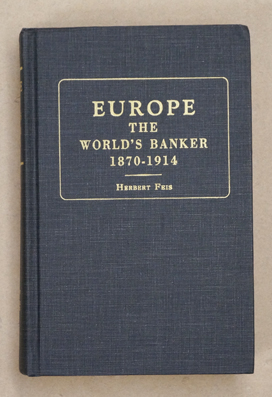 EUROPE
THE
WORLD'S BANKER
1870-1914
HERBERT FEIS